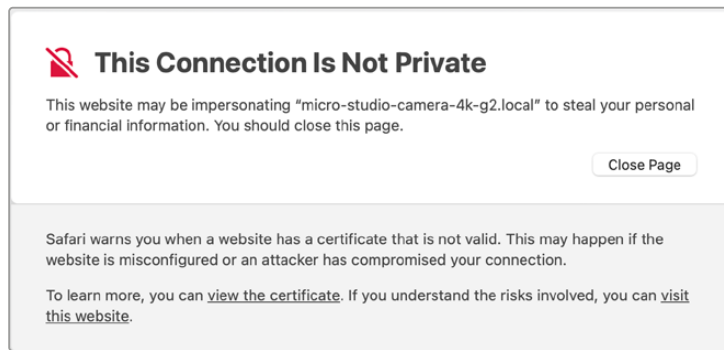 This Connection Is Not Private
This website may be impersonating “micro-studio-camera-4k-g2.local” to steal your personal
or financial information. You should close this page.
Close Page
Safari warns you when a website has a certificate that is not valid. This may happen if the
website is misconfigured or an attacker has compromised your connection.
To learn more, you can view the certificate. If you understand the risks involved, you can visit
this website.